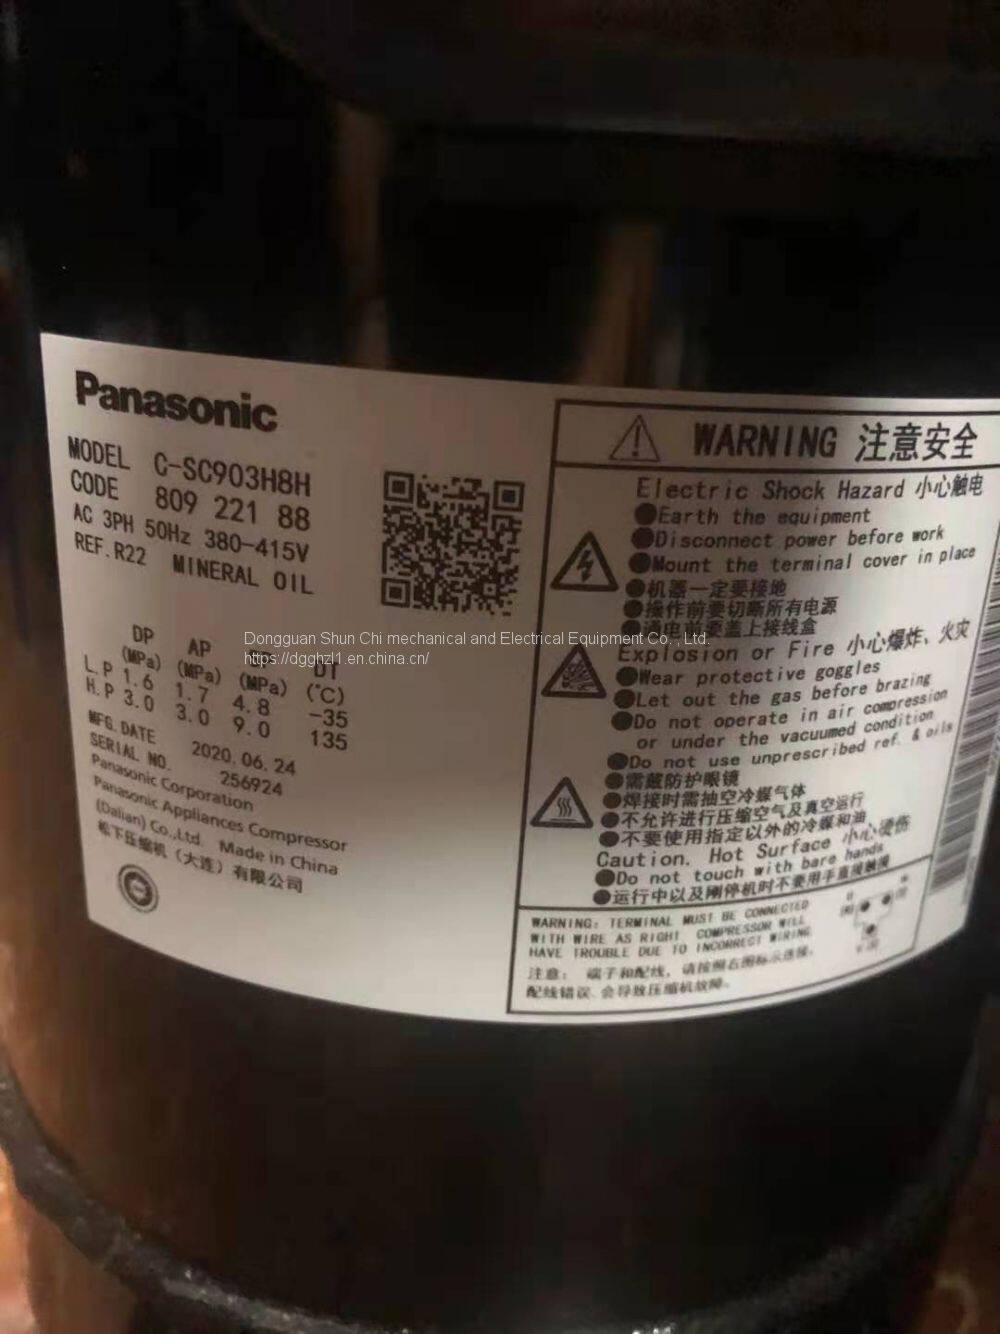 Panasonic
MODEL C-SC903H8H
CODE 809 221 88
AC 3PH 50Hz 380-415V
REF.R22 MINERAL OIL
DP AP DT
(MPa) (MPa) (MPa) (℃)
L.P 1.6 1.7 4.8 -35
H.P 3.0 3.0 9.0 135
MFG.DATE 2020.06.24
SERIAL NO. 256924
Panasonic Corporation
Panasonic Appliances Compressor
(Dalian) Co.,Ltd. Made in China
松下压缩机（大连）有限公司
Dongguan Shun Chi mechanical and Electrical Equipment Co., Ltd.
https://dgghzl1.en.china.cn/
WARNING 注意安全
Electric Shock Hazard 小心触电
●Earth the equipment
●Disconnect power before work
●Mount the terminal cover in place
●机器一定要接地
●操作前要切断所有电源
●通电前要盖上接线盒
Explosion or Fire 小心爆炸、火灾
●Wear protective goggles
●Let out the gas before brazing
●Do not operate in air compression
or under the vacuumed condition
●Do not use unprescribed ref. & oils
●需戴防护眼镜
●焊接时需抽空冷媒气体
●不允许进行压缩空气及真空运行
●不要使用指定以外的冷媒和油
Caution. Hot Surface 小心烫伤
●Do not touch with bare hands
●运行中以及刚停机时不要用手直接触摸
WARNING: TERMINAL MUST BE CONNECTED
WITH WIRE AS RIGHT COMPRESSOR WILL
HAVE TROUBLE DUE TO INCORRECT WIRING
注意： 端子和配线，请按照右图标示连接，
配线错误，会导致压缩机故障。